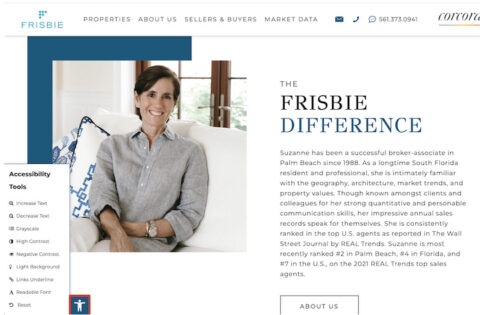 FRISBIE
PROPERTIES ABOUT US SELLERS & BUYERS MARKET DATA 561.373.0941 corcora
THE
FRISBIE
DIFFERENCE
Suzanne has been a successful broker-associate in
Palm Beach since 1988. As a longtime South Florida
resident and professional, she is intimately familiar
with the geography, architecture, market trends, and
property values. Though known amongst clients and
colleagues for her strong quantitative and personable
communication skills, her impressive annual sales
records speak for themselves. She is consistently
ranked in the top U.S. agents as reported in The Wall
Street Journal by REAL Trends. Suzanne is most
recently ranked #2 in Palm Beach, #4 in Florida, and
#7 in the U.S., on the 2021 REAL Trends top sales
agents.
ABOUT US
Accessibility
Tools
Increase Text
Decrease Text
Grayscale
High Contrast
Negative Contrast
Light Background
Links Underline
Readable Font
Reset